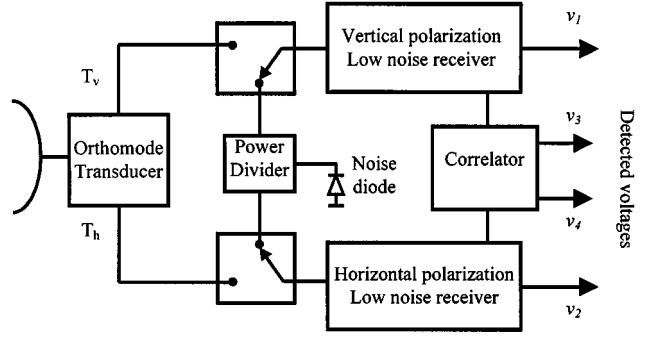 Vertical polarization
Low noise receiver
v1
Tv
v3
Orthomode
Transducer
Power
Divider
Noise
diode
Correlator
Detected voltages
v4
Th
Horizontal polarization
Low noise receiver
v2